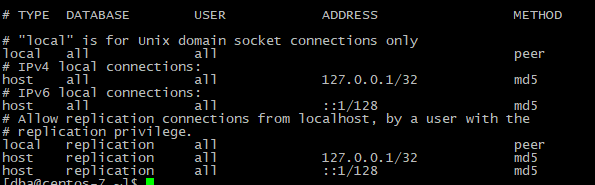 # TYPE  DATABASE        USER            ADDRESS                 METHOD
# "local" is for Unix domain socket connections only
local   all             all                                     peer
# IPv4 local connections:
host    all             all             127.0.0.1/32            md5
# IPv6 local connections:
host    all             all             ::1/128                 md5
# Allow replication connections from localhost, by a user with the
# replication privilege.
local   replication     all                                     peer
host    replication     all             127.0.0.1/32            md5
host    replication     all             ::1/128                 md5
[dba@centos-7 ~]$